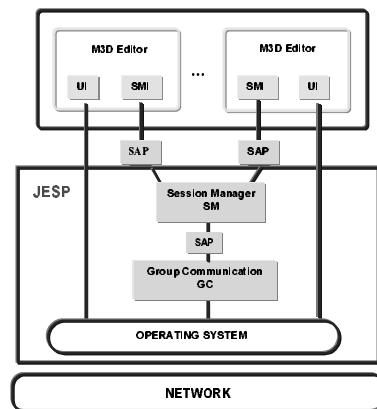 M3D Editor
M3D Editor
UI
SMI
...
SM
UI
SAP
SAP
JESP
Session Manager
SM
SAP
Group Communication
GC
OPERATING SYSTEM
NETWORK